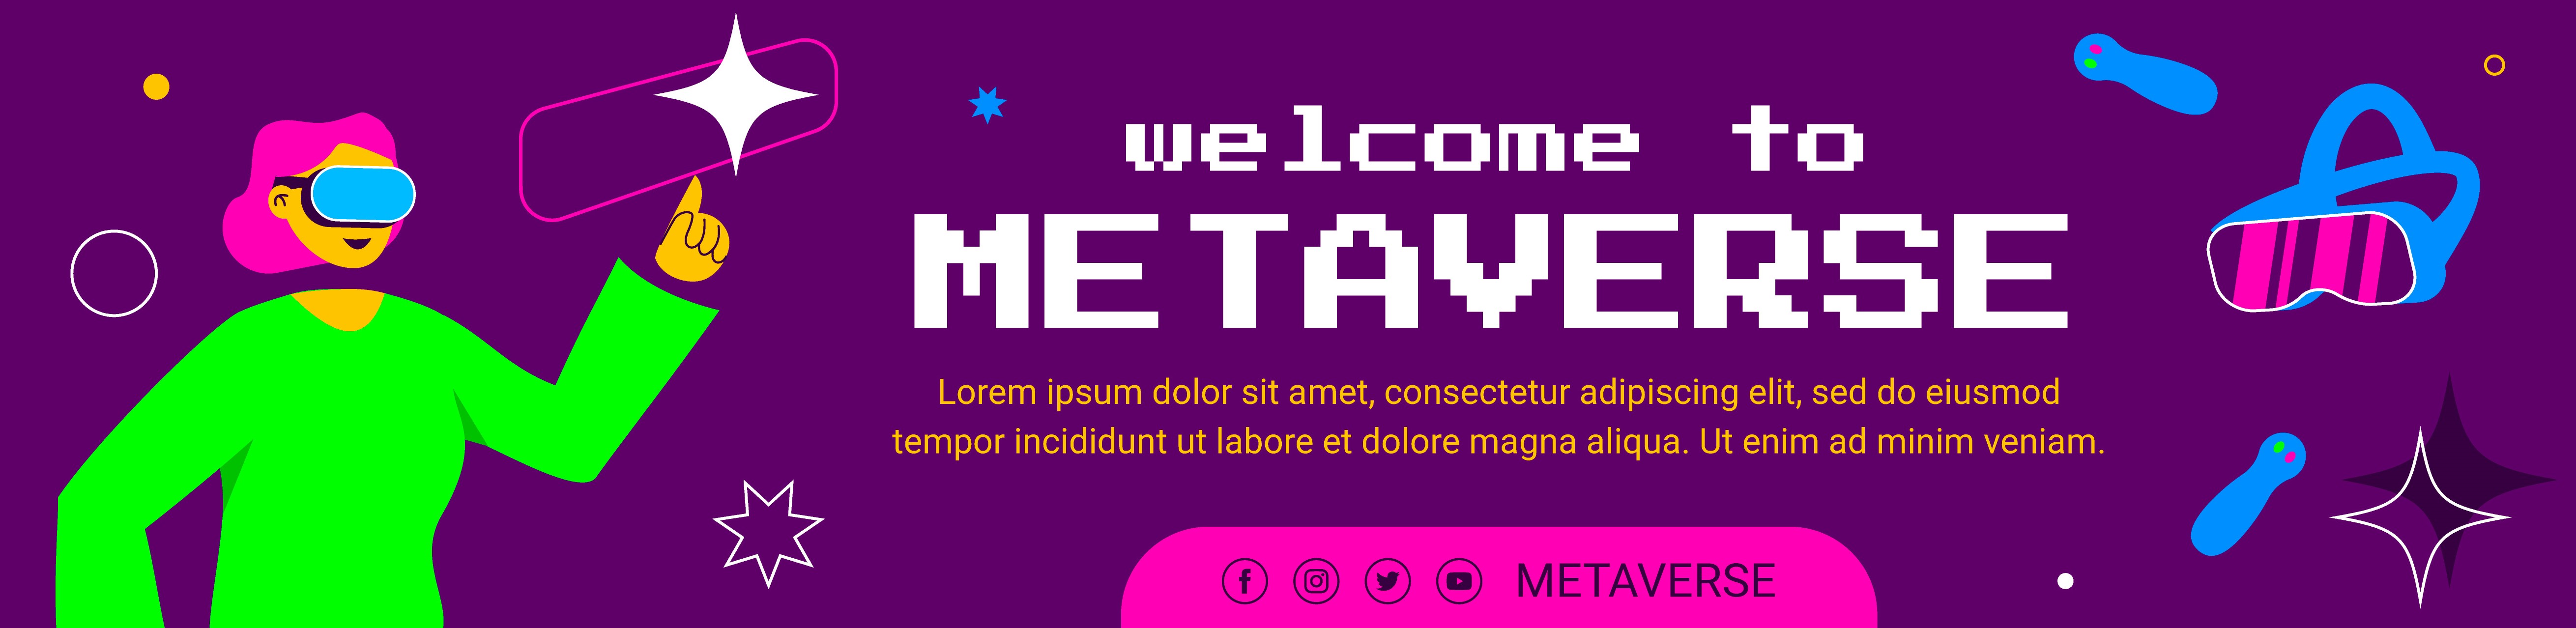 welcome to
METAVERSE
Lorem ipsum dolor sit amet, consectetur adipiscing elit, sed do eiusmod
tempor incididunt ut labore et dolore magna aliqua. Ut enim ad minim veniam.
METAVERSE